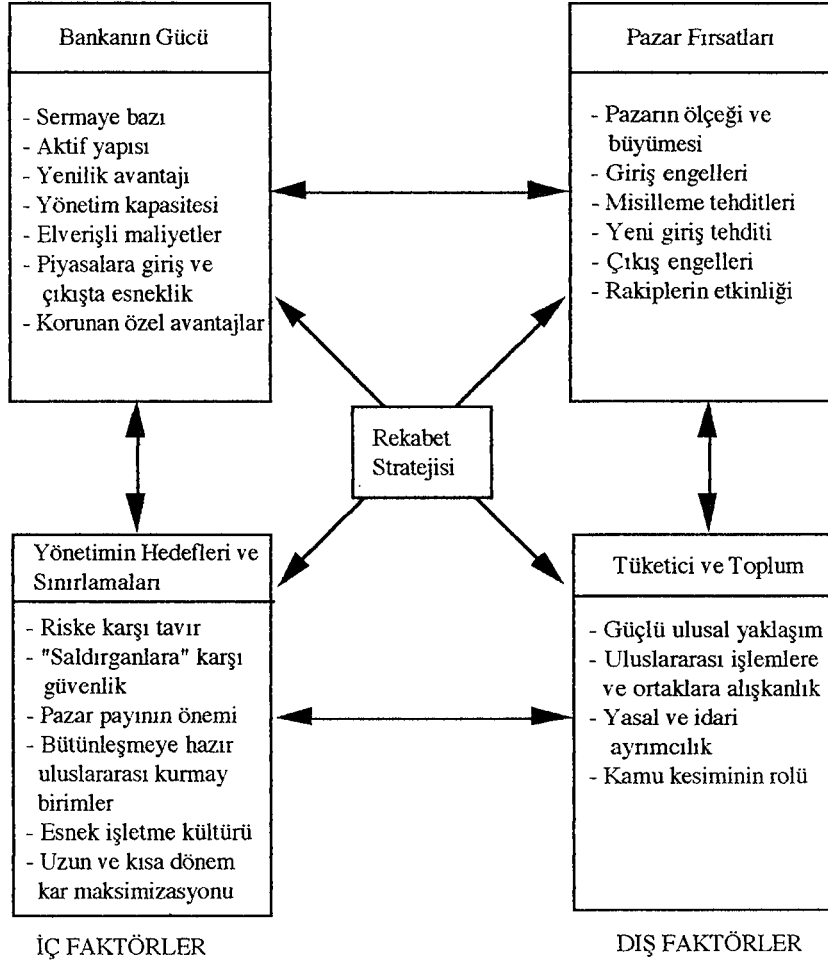 Bankanın Gücü
- Sermaye bazı
- Aktif yapısı
- Yenilik avantajı
- Yönetim kapasitesi
- Elverişli maliyetler
- Piyasalara giriş ve
çıkışta esneklik
- Korunan özel avantajlar
Pazar Fırsatları
- Pazarın ölçeği ve
büyümesi
- Giriş engelleri
- Misilleme tehditleri
- Yeni giriş tehditi
- Çıkış engelleri
- Rakiplerin etkinliği
Rekabet
Stratejisi
Yönetimin Hedefleri ve
Sınırlamaları
- Riske karşı tavır
- "Saldırganlara" karşı
güvenlik
- Pazar payının önemi
- Bütünleşmeye hazır
uluslararası kurmay
birimler
- Esnek işletme kültürü
- Uzun ve kısa dönem
kar maksimizasyonu
Tüketici ve Toplum
- Güçlü ulusal yaklaşım
- Uluslararası işlemlere
ve ortaklara alışkanlık
- Yasal ve idari
ayrımcılık
- Kamu kesiminin rolü
İÇ FAKTÖRLER
DIŞ FAKTÖRLER